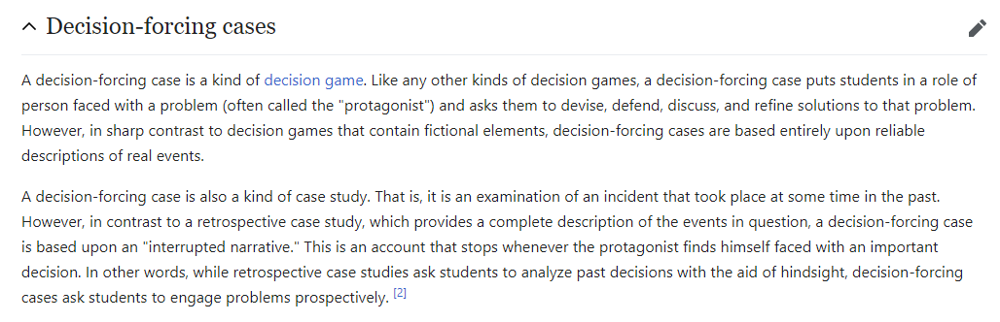 Decision-forcing cases
A decision-forcing case is a kind of decision game. Like any other kinds of decision games, a decision-forcing case puts students in a role of
person faced with a problem (often called the "protagonist") and asks them to devise, defend, discuss, and refine solutions to that problem.
However, in sharp contrast to decision games that contain fictional elements, decision-forcing cases are based entirely upon reliable
descriptions of real events.
A decision-forcing case is also a kind of case study. That is, it is an examination of an incident that took place at some time in the past.
However, in contrast to a retrospective case study, which provides a complete description of the events in question, a decision-forcing case
is based upon an "interrupted narrative." This is an account that stops whenever the protagonist finds himself faced with an important
decision. In other words, while retrospective case studies ask students to analyze past decisions with the aid of hindsight, decision-forcing
cases ask students to engage problems prospectively. [2]